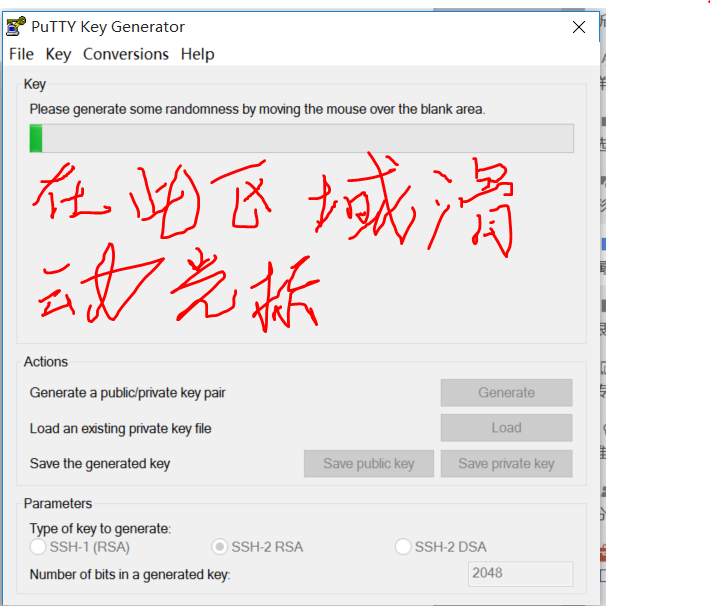 PuTTY Key Generator
File Key Conversions Help
Key
Please generate some randomness by moving the mouse over the blank area.
在此区域滑
动光标
Actions
Generate a public/private key pair Generate
Load an existing private key file Load
Save the generated key Save public key Save private key
Parameters
Type of key to generate:
SSH-1 (RSA) SSH-2 RSA SSH-2 DSA
Number of bits in a generated key: 2048